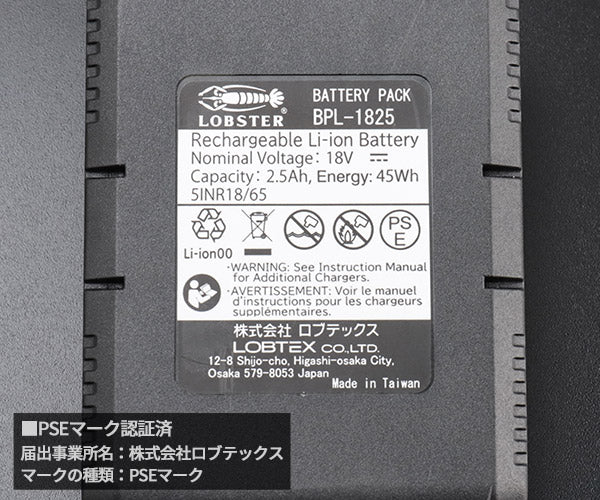 LOBSTER®
BATTERY PACK
BPL-1825
Rechargeable Li-ion Battery
Nominal Voltage: 18V
Capacity: 2.5Ah, Energy: 45Wh
5INR18/65
Li-ion00
PS
E
・WARNING: See Instruction Manual
for Additional Chargers.
・AVERTISSEMENT: Voir le manuel
d'instructions pour les chargeurs
supplémentaires.
株式会社 ロブテックス
LOBTEX CO.,LTD.
12-8 Shijo-cho, Higashi-osaka City,
Osaka 579-8053 Japan
Made in Taiwan
■PSEマーク認証済
届出事業所名：株式会社ロブテックス
マークの種類：PSEマーク